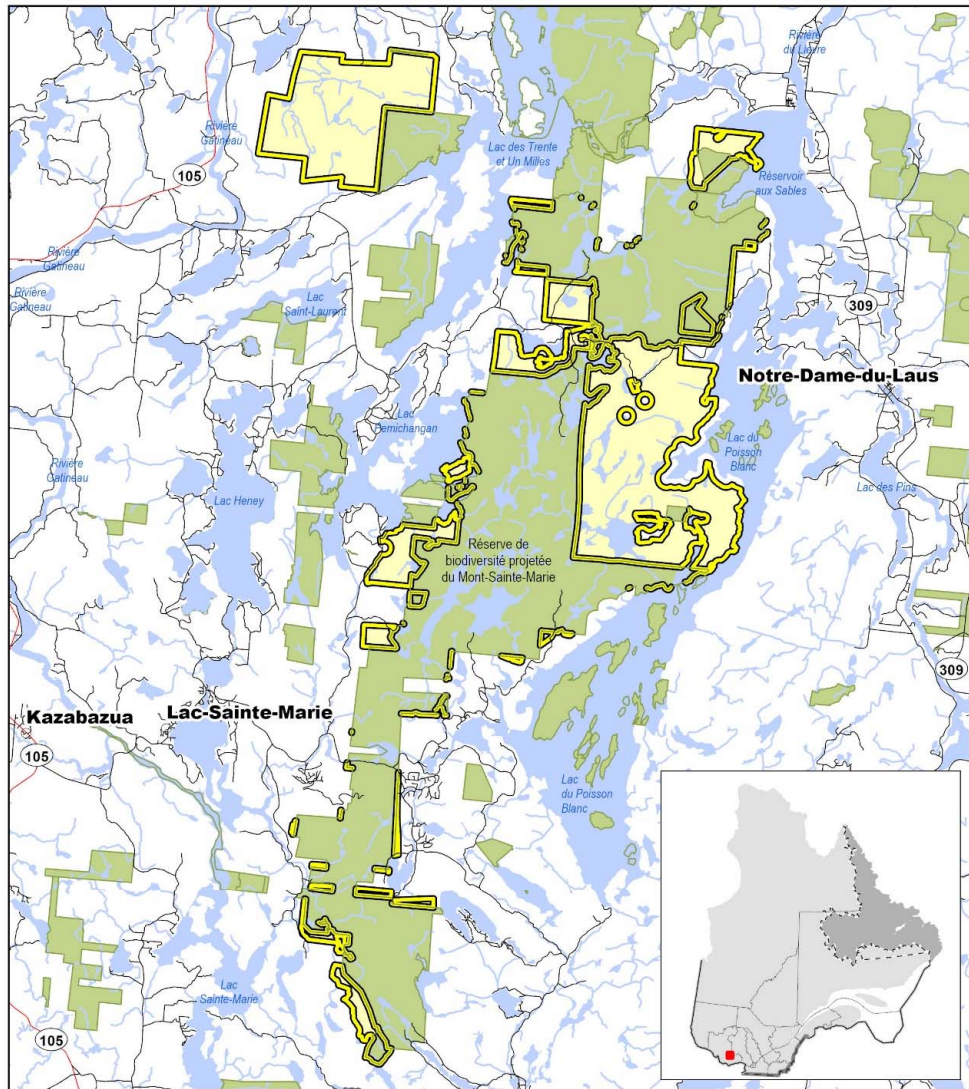 Rivière
du Lièvre
Rivière
Gatineau
105
Lac des Trente
et Un Milles
Réservoir
aux Sables
Rivière
Gatineau
Rivière
Gatineau
Lac
Saint-Laurent
309
Notre-Dame-du-Laus
Lac
Pemichangan
Lac du
Poisson
Blanc
Rivière
Gatineau
Lac Heney
Lac des Pins
Réserve de
biodiversité projetée
du Mont-Sainte-Marie
309
Kazabazua
Lac-Sainte-Marie
105
Lac
du Poisson
Blanc
Lac
Sainte-Marie
105